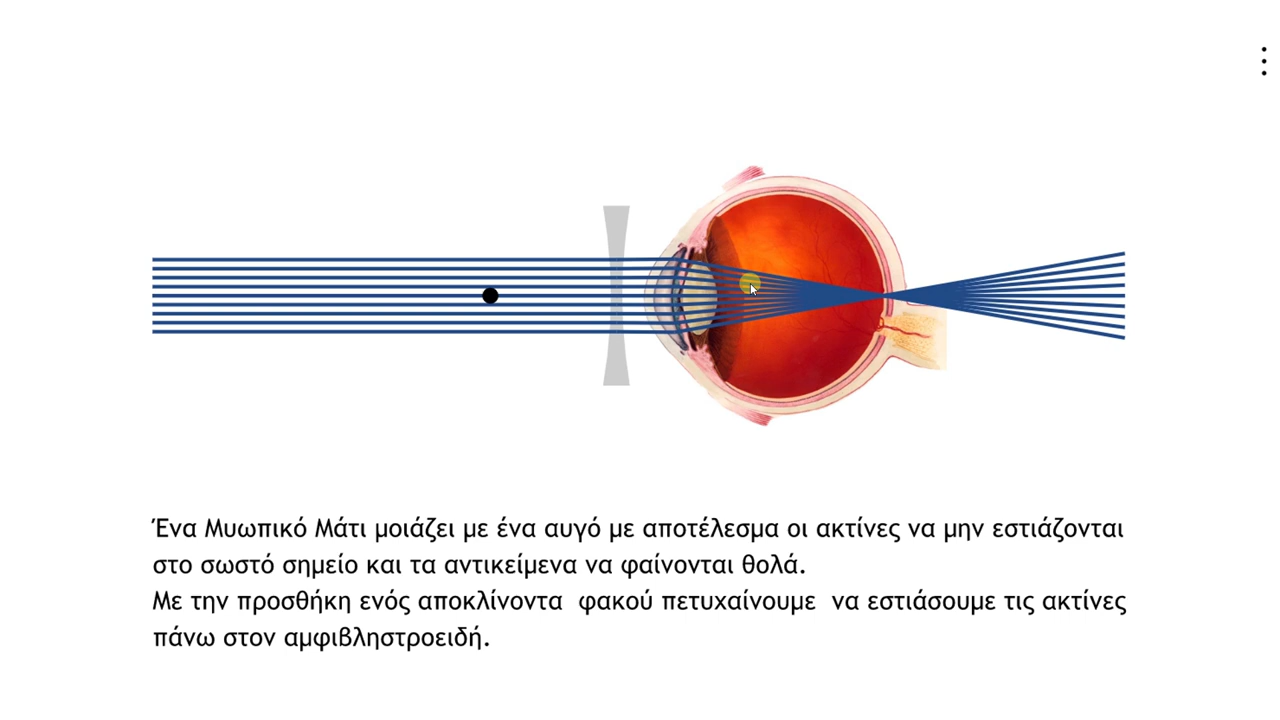 Ένα Μυωπικό Μάτι μοιάζει με ένα αυγό με αποτέλεσμα οι ακτίνες να μην εστιάζονται
στο σωστό σημείο και τα αντικείμενα να φαίνονται θολά.
Με την προσθήκη ενός αποκλίνοντα φακού πετυχαίνουμε να εστιάσουμε τις ακτίνες
πάνω στον αμφιβληστροειδή.